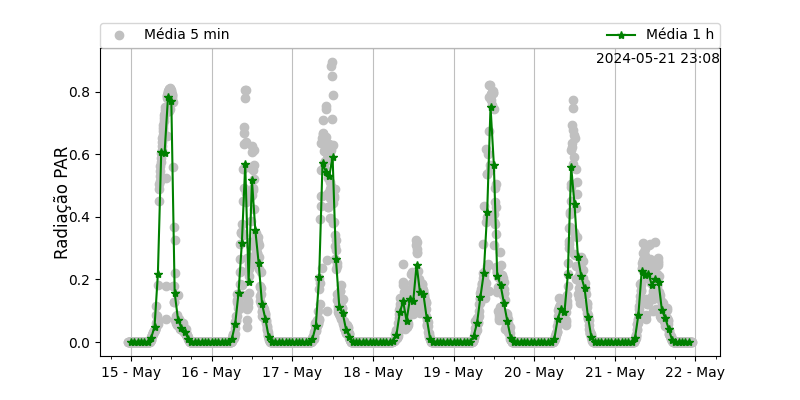 Média 5 min
Média 1 h
2024-05-21 23:08
Radiação PAR
0.8
0.6
0.4
0.2
0.0
15 - May
16 - May
17 - May
18 - May
19 - May
20 - May
21 - May
22 - May